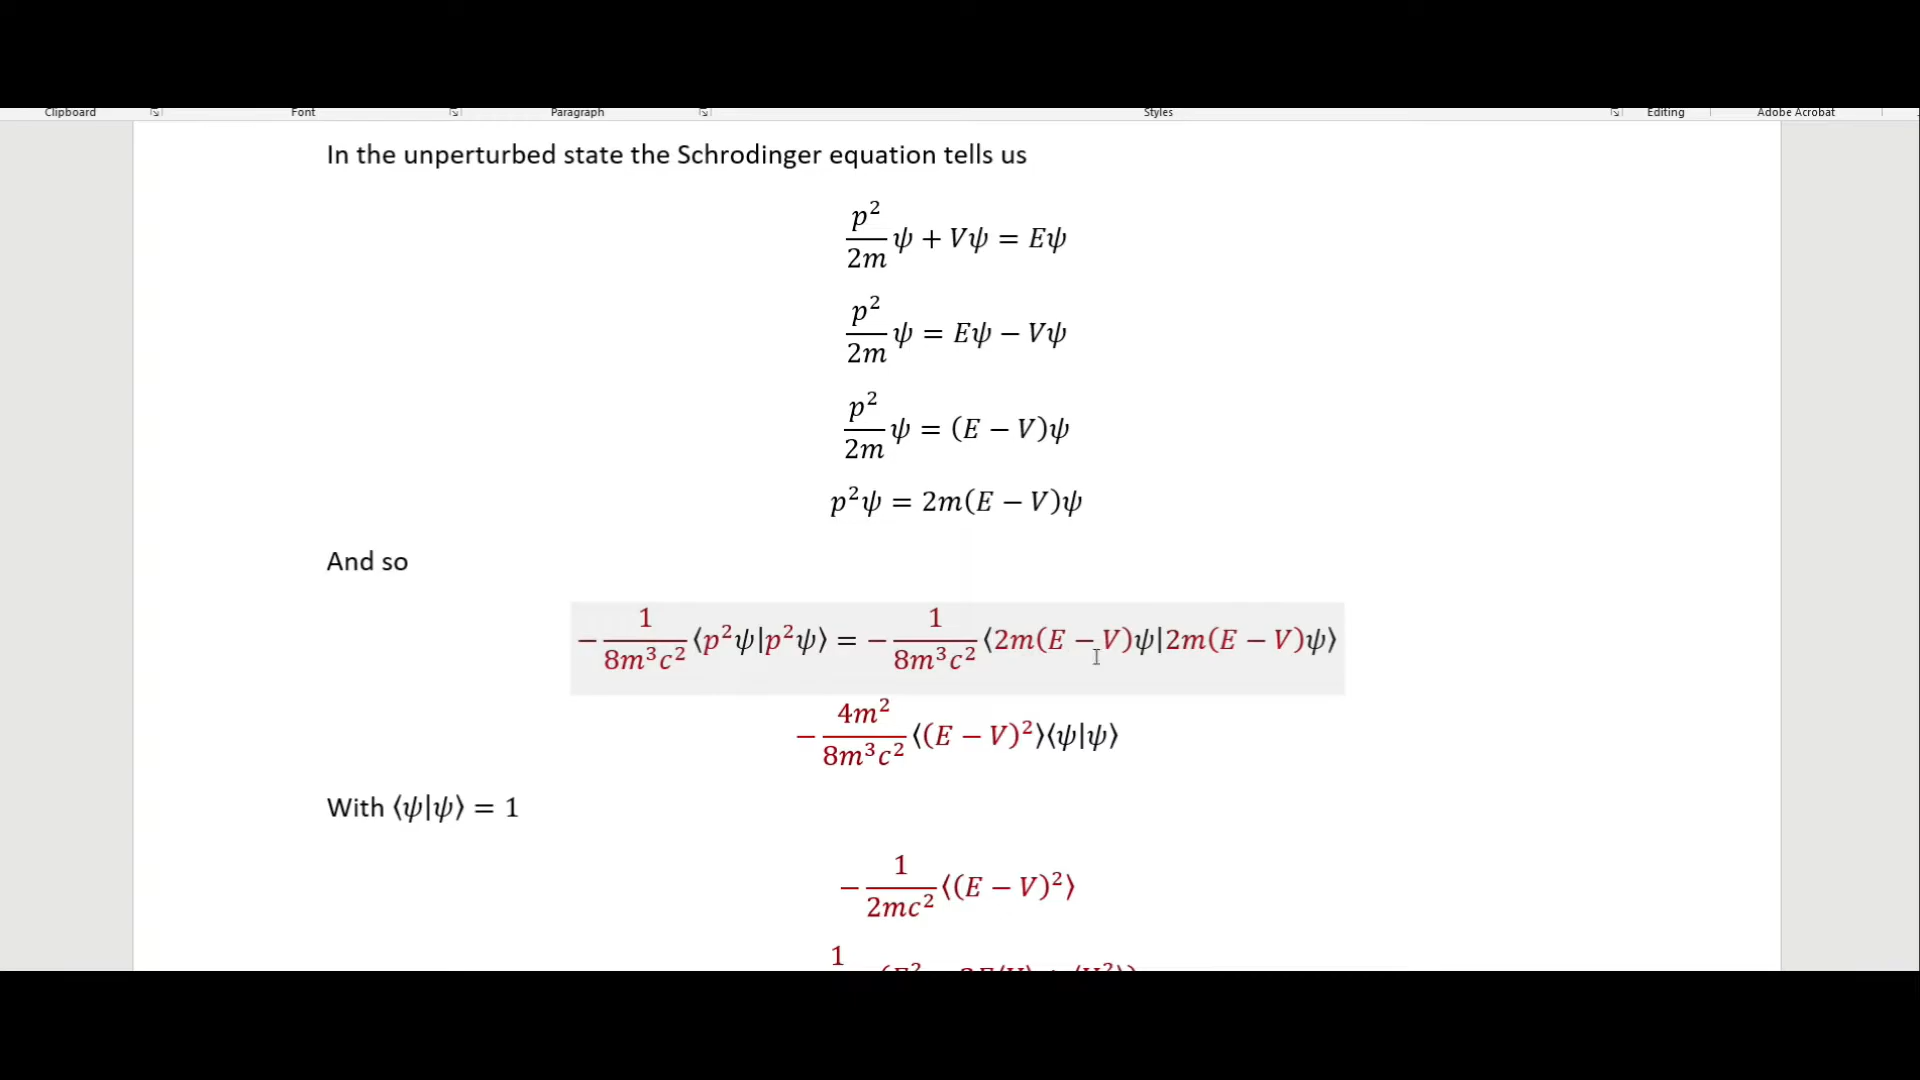 Clipboard Font Paragraph Styles Editing Adobe Acrobat
In the unperturbed state the Schrodinger equation tells us
p²/2m ψ + Vψ = Eψ
p²/2m ψ = Eψ − Vψ
p²/2m ψ = (E − V)ψ
p²ψ = 2m(E − V)ψ
And so
− 1/8m³c² ⟨p²ψ|p²ψ⟩ = − 1/8m³c² ⟨2m(E − V)ψ|2m(E − V)ψ⟩
− 4m²/8m³c² ⟨(E − V)²⟩⟨ψ|ψ⟩
With ⟨ψ|ψ⟩ = 1
− 1/2mc² ⟨(E − V)²⟩
1